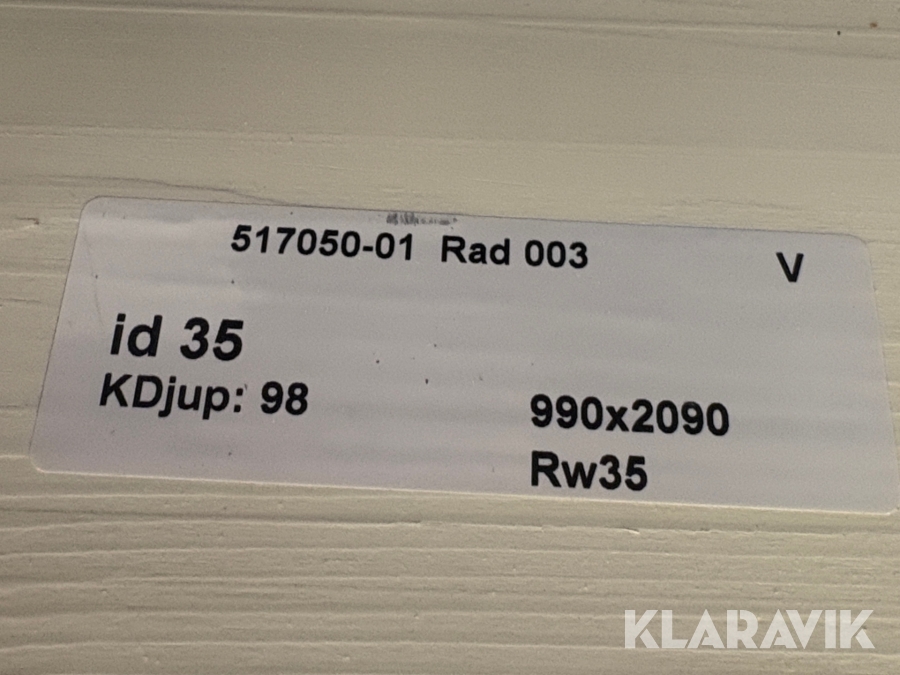 517050-01 Rad 003 V
id 35
KDjup: 98
990x2090
Rw35
KLARAVIK